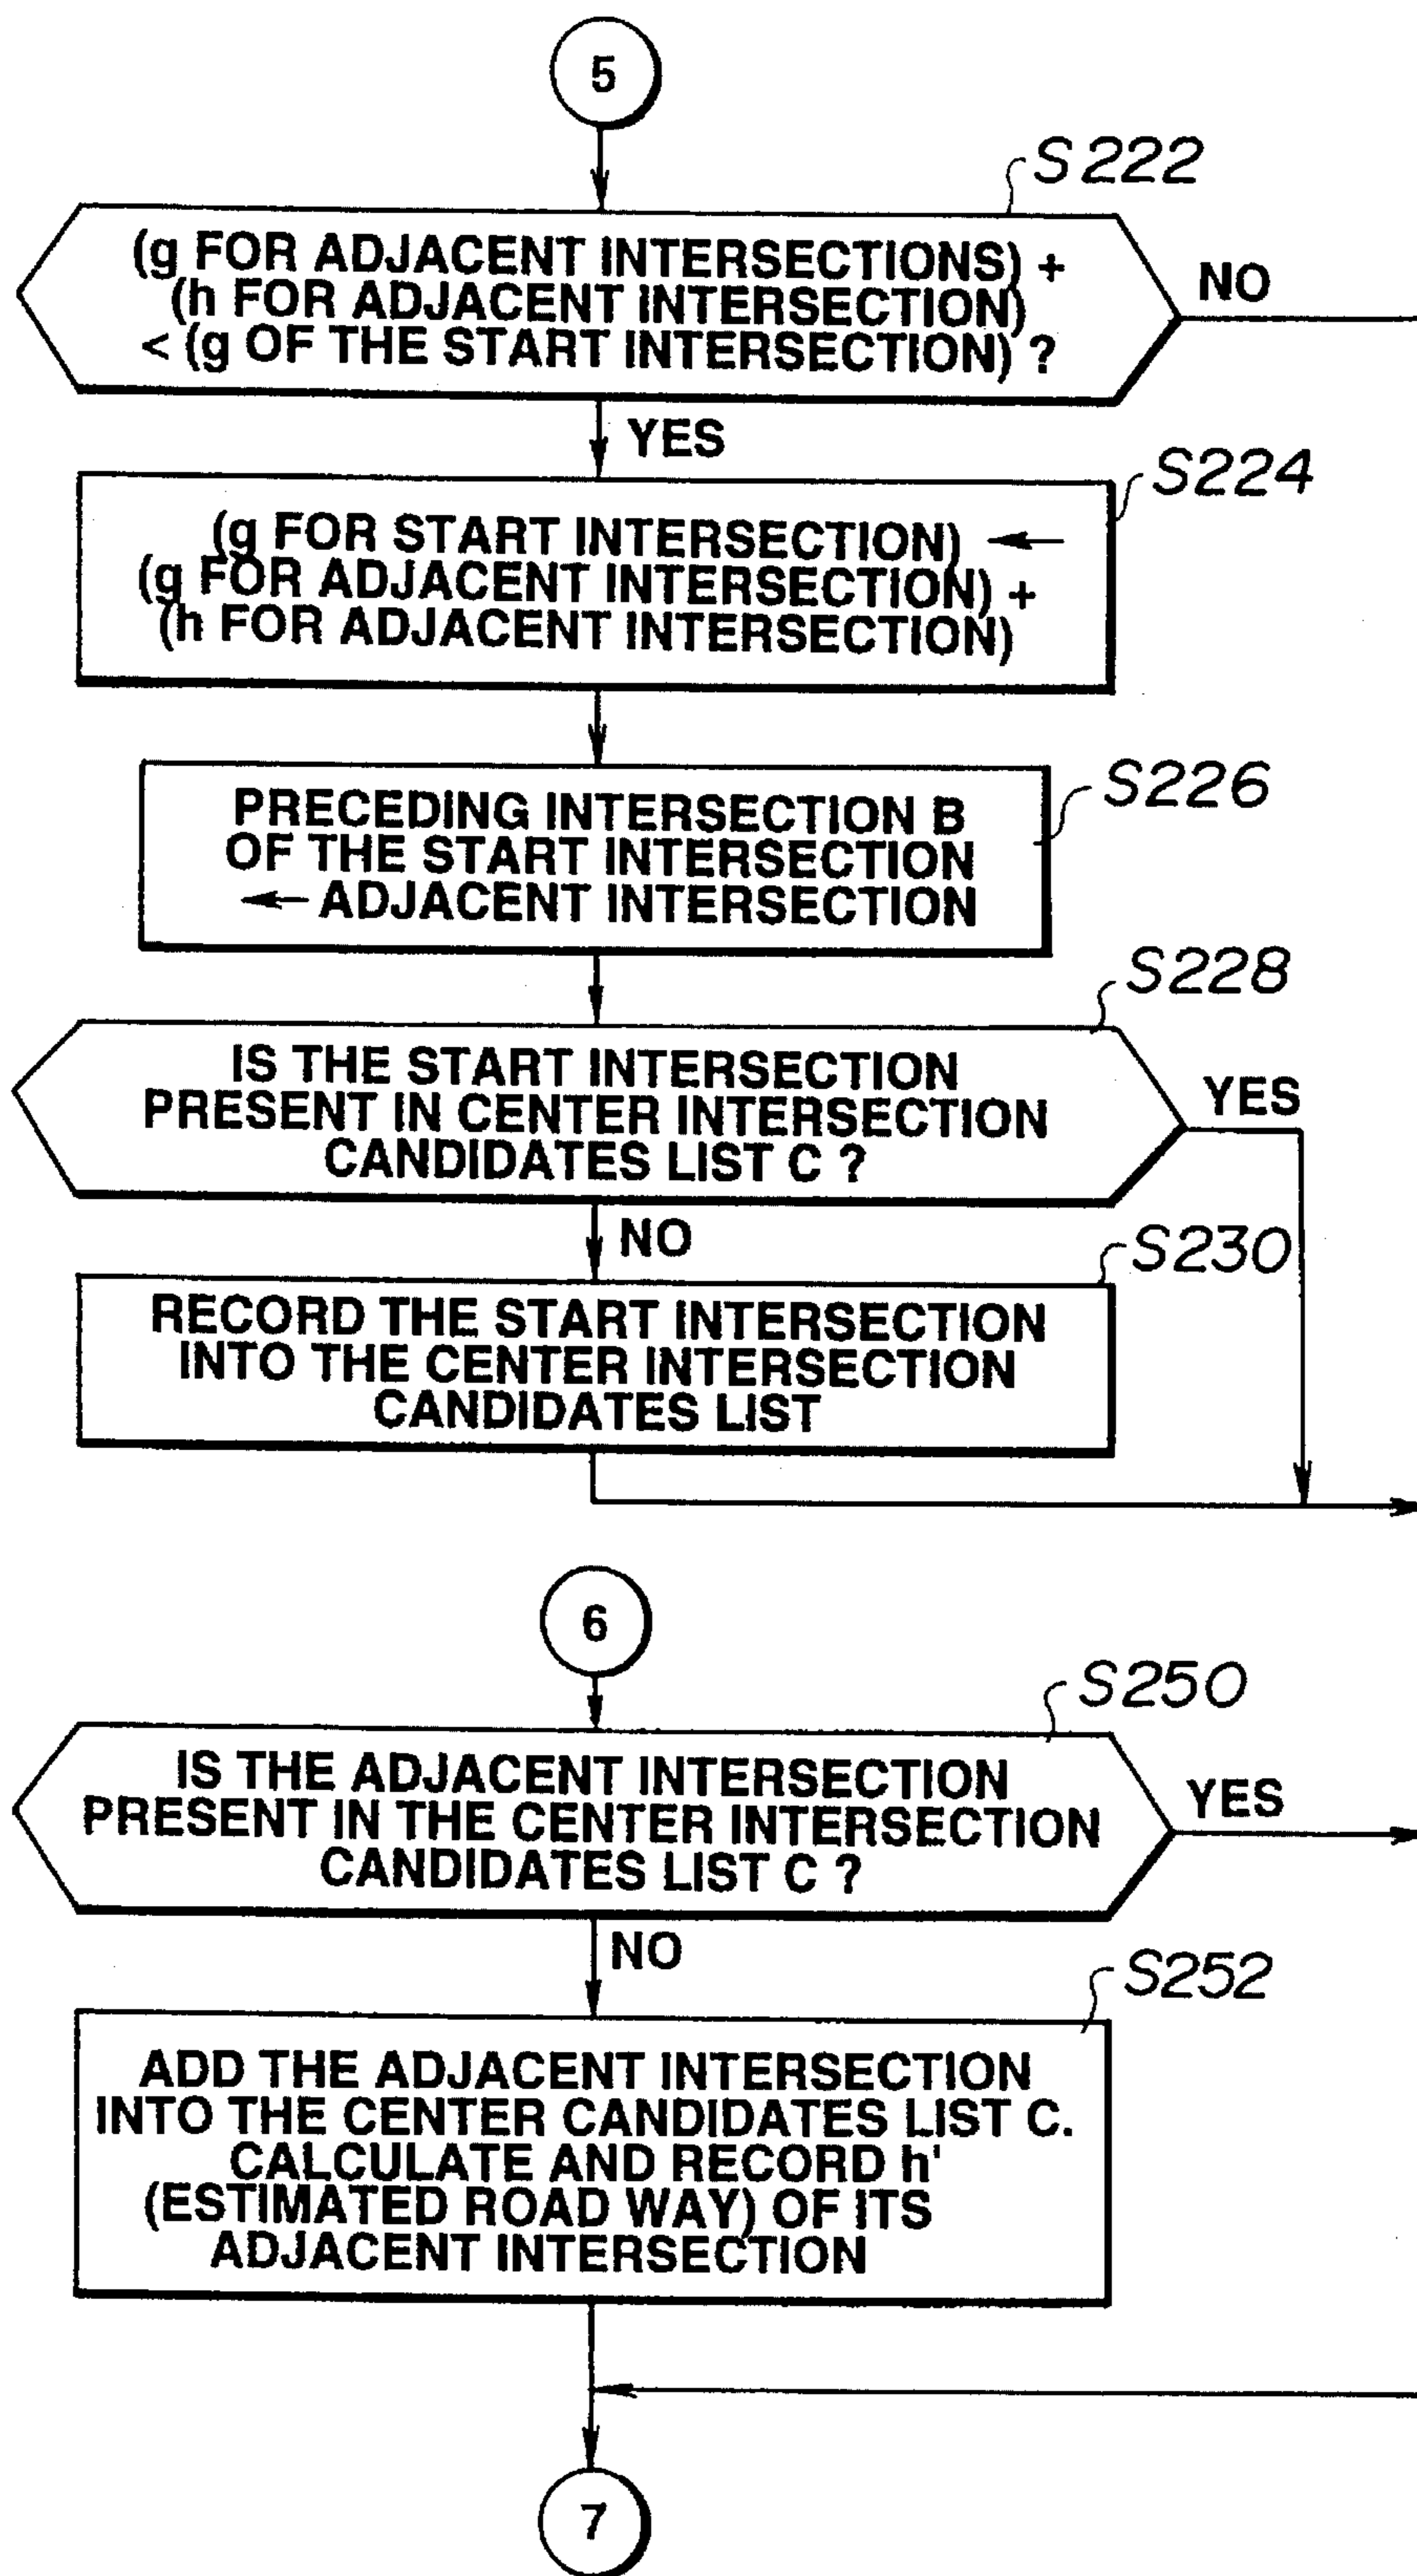 5
S222
(g FOR ADJACENT INTERSECTIONS) +
(h FOR ADJACENT INTERSECTION)
< (g OF THE START INTERSECTION) ?
NO
YES
S224
(g FOR START INTERSECTION) ←
(g FOR ADJACENT INTERSECTION) +
(h FOR ADJACENT INTERSECTION)
S226
PRECEDING INTERSECTION B
OF THE START INTERSECTION
← ADJACENT INTERSECTION
S228
IS THE START INTERSECTION
PRESENT IN CENTER INTERSECTION
CANDIDATES LIST C ?
YES
NO
S230
RECORD THE START INTERSECTION
INTO THE CENTER INTERSECTION
CANDIDATES LIST
6
S250
IS THE ADJACENT INTERSECTION
PRESENT IN THE CENTER INTERSECTION
CANDIDATES LIST C ?
YES
NO
S252
ADD THE ADJACENT INTERSECTION
INTO THE CENTER CANDIDATES LIST C.
CALCULATE AND RECORD h'
(ESTIMATED ROAD WAY) OF ITS
ADJACENT INTERSECTION
7